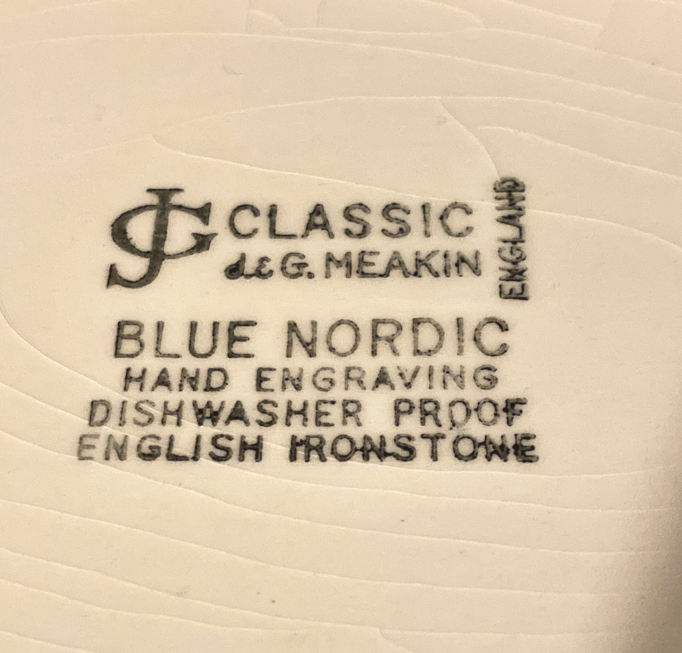 JG CLASSIC
J & G. MEAKIN
ENGLAND
BLUE NORDIC
HAND ENGRAVING
DISHWASHER PROOF
ENGLISH IRONSTONE